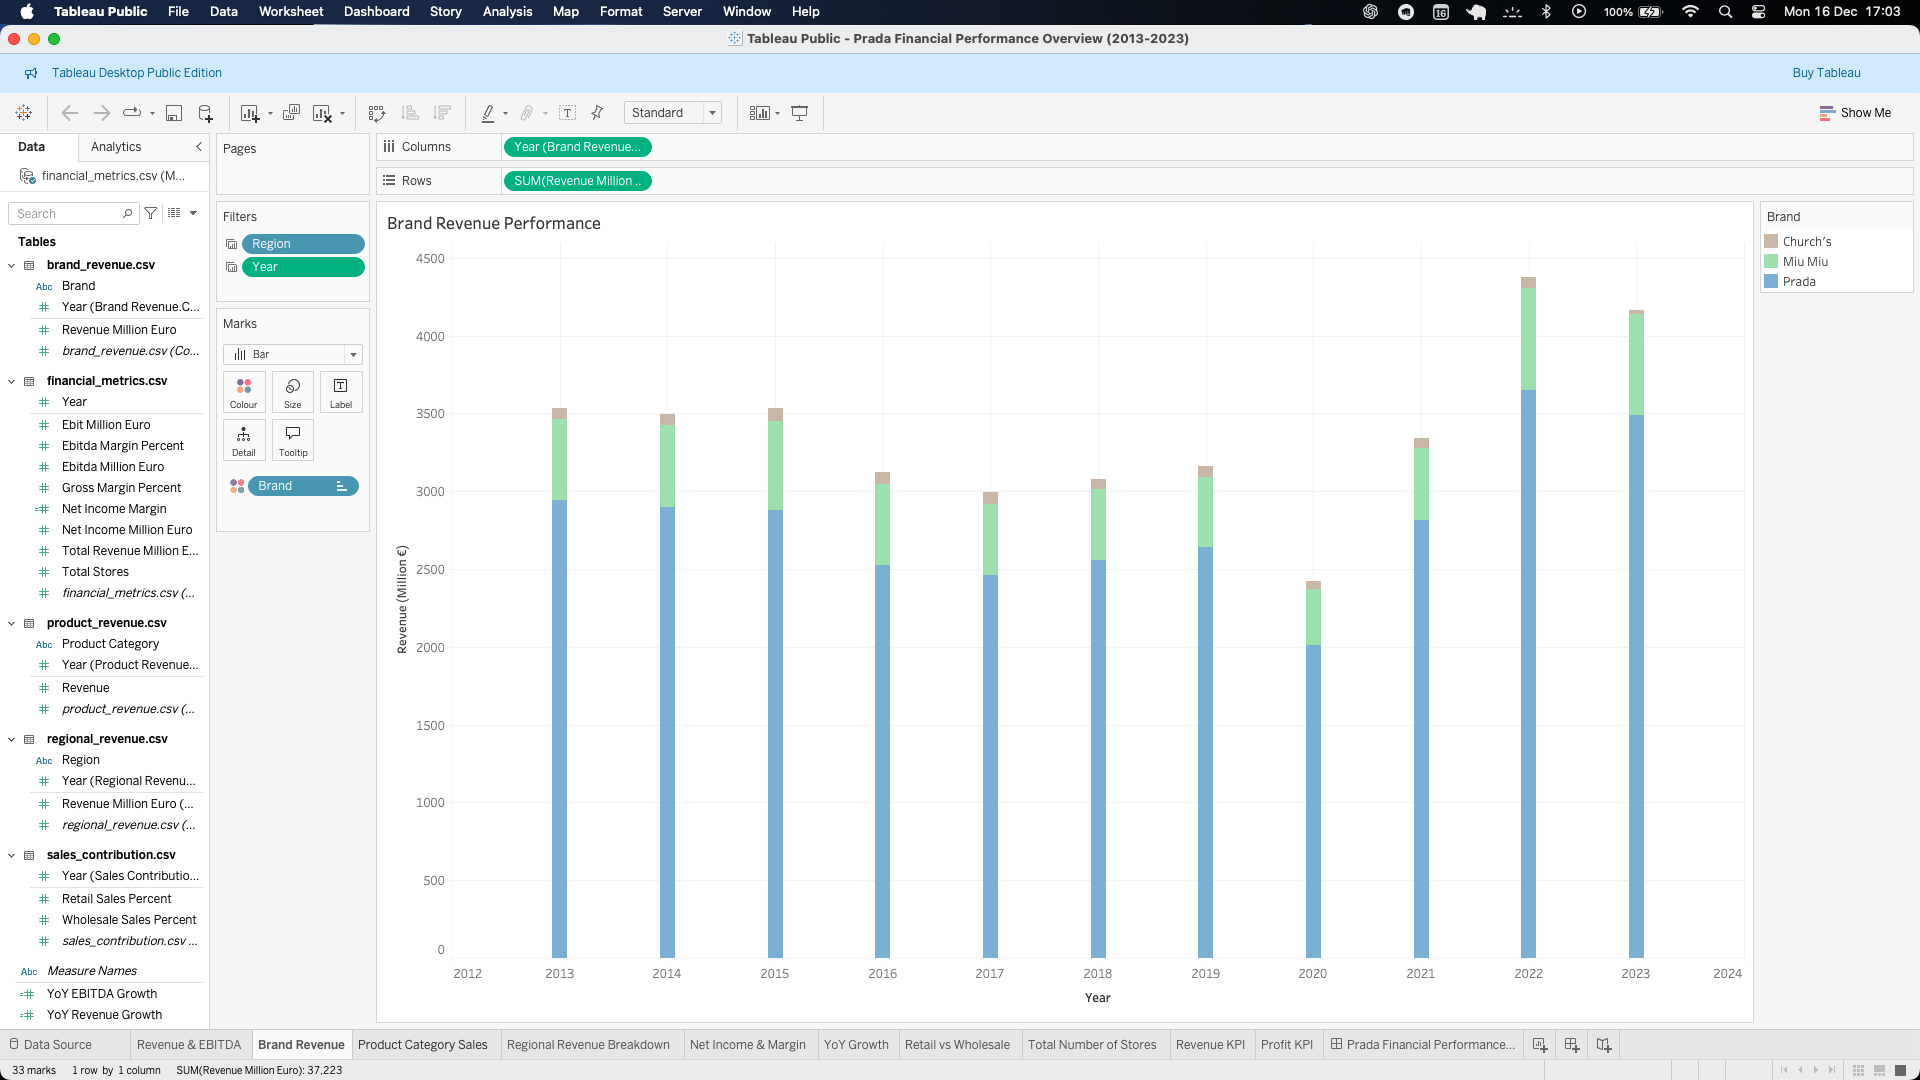 Tableau Public File Data Worksheet Dashboard Story Analysis Map Format Server Window Help 16 100% Mon 16 Dec 17:03
Tableau Public - Prada Financial Performance Overview (2013-2023)
Tableau Desktop Public Edition Buy Tableau
Standard Show Me
Data Analytics
financial_metrics.csv (M...
Search
Tables
brand_revenue.csv
Abc Brand
Year (Brand Revenue.C...
Revenue Million Euro
brand_revenue.csv (Co...
financial_metrics.csv
Year
Ebit Million Euro
Ebitda Margin Percent
Ebitda Million Euro
Gross Margin Percent
Net Income Margin
Net Income Million Euro
Total Revenue Million E...
Total Stores
financial_metrics.csv (...
product_revenue.csv
Abc Product Category
Year (Product Revenue...
Revenue
product_revenue.csv (...
regional_revenue.csv
Abc Region
Year (Regional Revenu...
Revenue Million Euro (...
regional_revenue.csv (...
sales_contribution.csv
Year (Sales Contributio...
Retail Sales Percent
Wholesale Sales Percent
sales_contribution.csv ...
Abc Measure Names
YoY EBITDA Growth
YoY Revenue Growth
Pages
Filters
Region
Year
Marks
Bar
Colour Size Label
Detail Tooltip
Brand
Columns Year (Brand Revenue...
Rows SUM(Revenue Million ..
Brand Revenue Performance
4500
4000
3500
3000
2500
2000
1500
1000
500
0
Revenue (Million €)
2012 2013 2014 2015 2016 2017 2018 2019 2020 2021 2022 2023 2024
Year
Brand
Church's
Miu Miu
Prada
Data Source Revenue & EBITDA Brand Revenue Product Category Sales Regional Revenue Breakdown Net Income & Margin YoY Growth Retail vs Wholesale Total Number of Stores Revenue KPI Profit KPI Prada Financial Performance...
33 marks 1 row by 1 column SUM(Revenue Million Euro): 37,223